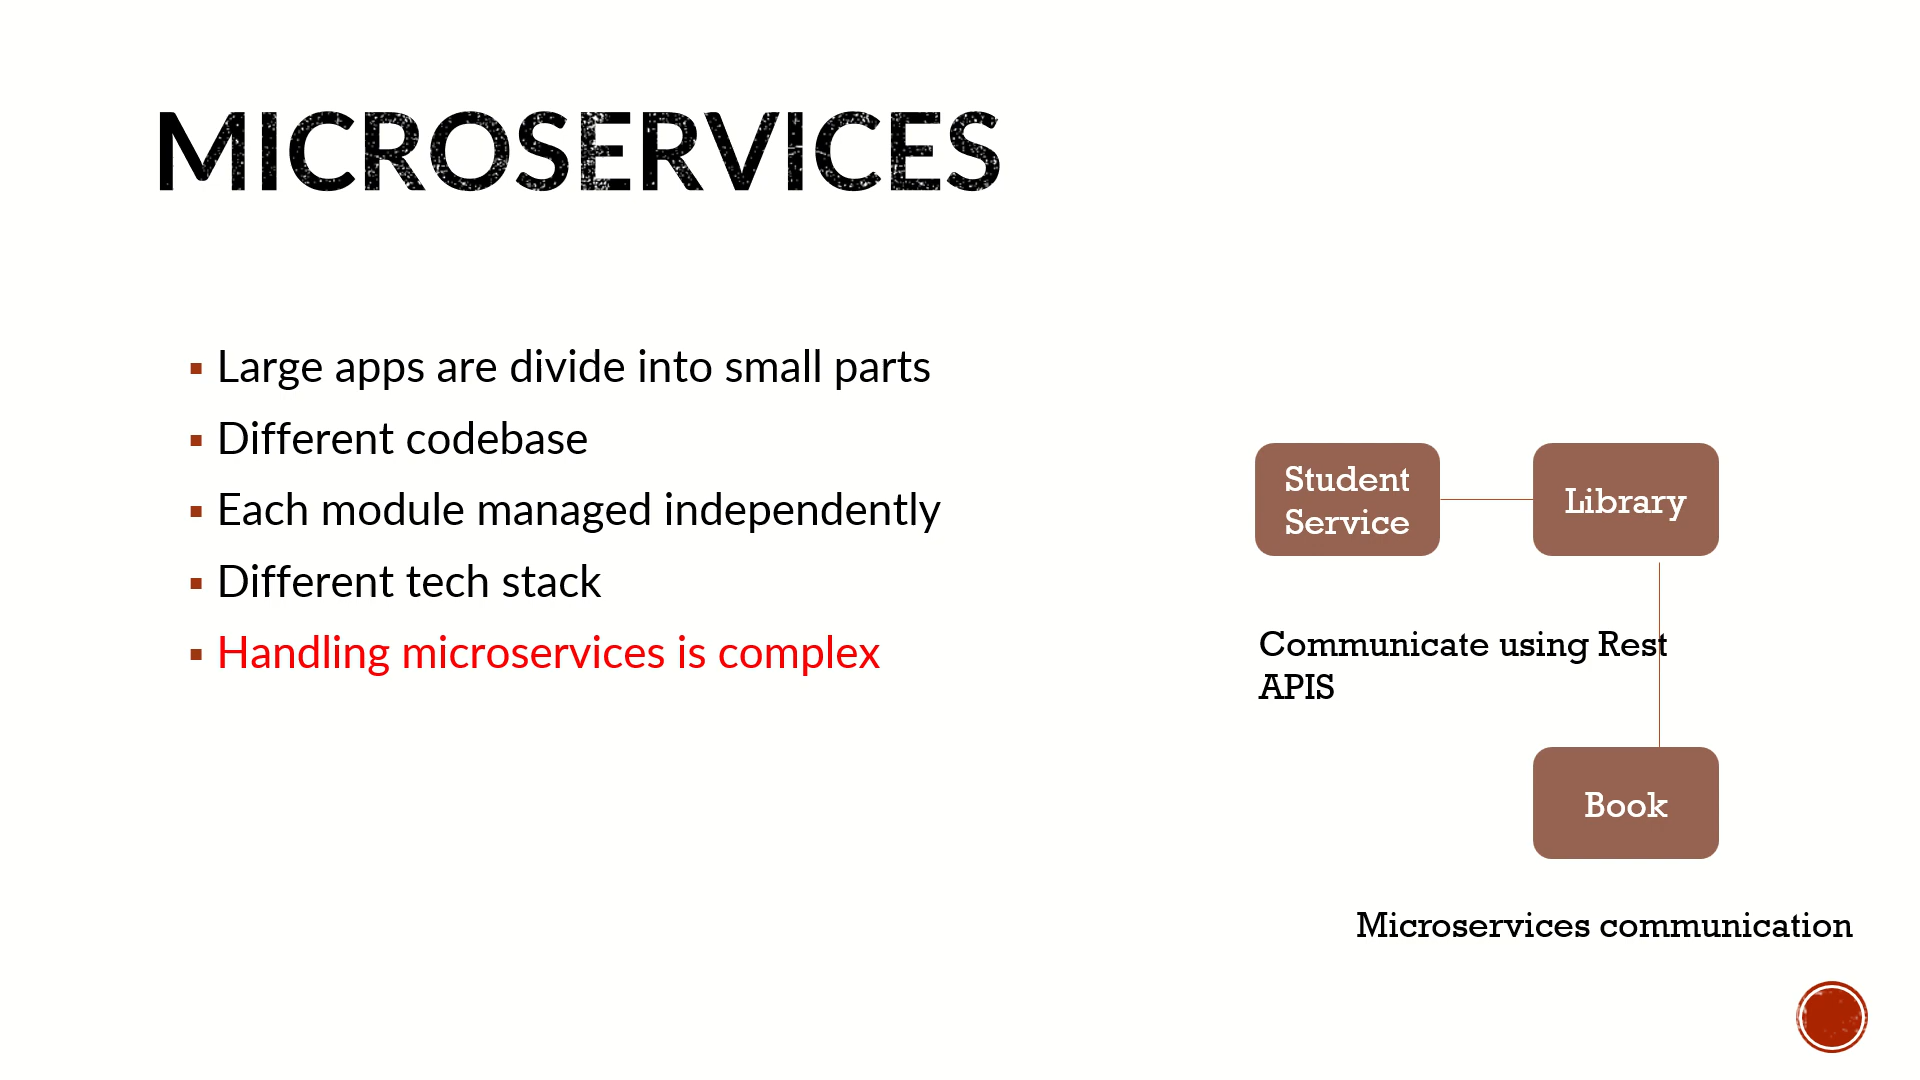 MICROSERVICES
Large apps are divide into small parts
Different codebase
Each module managed independently
Different tech stack
Handling microservices is complex
Student
Service
Library
Communicate using Rest
APIS
Book
Microservices communication